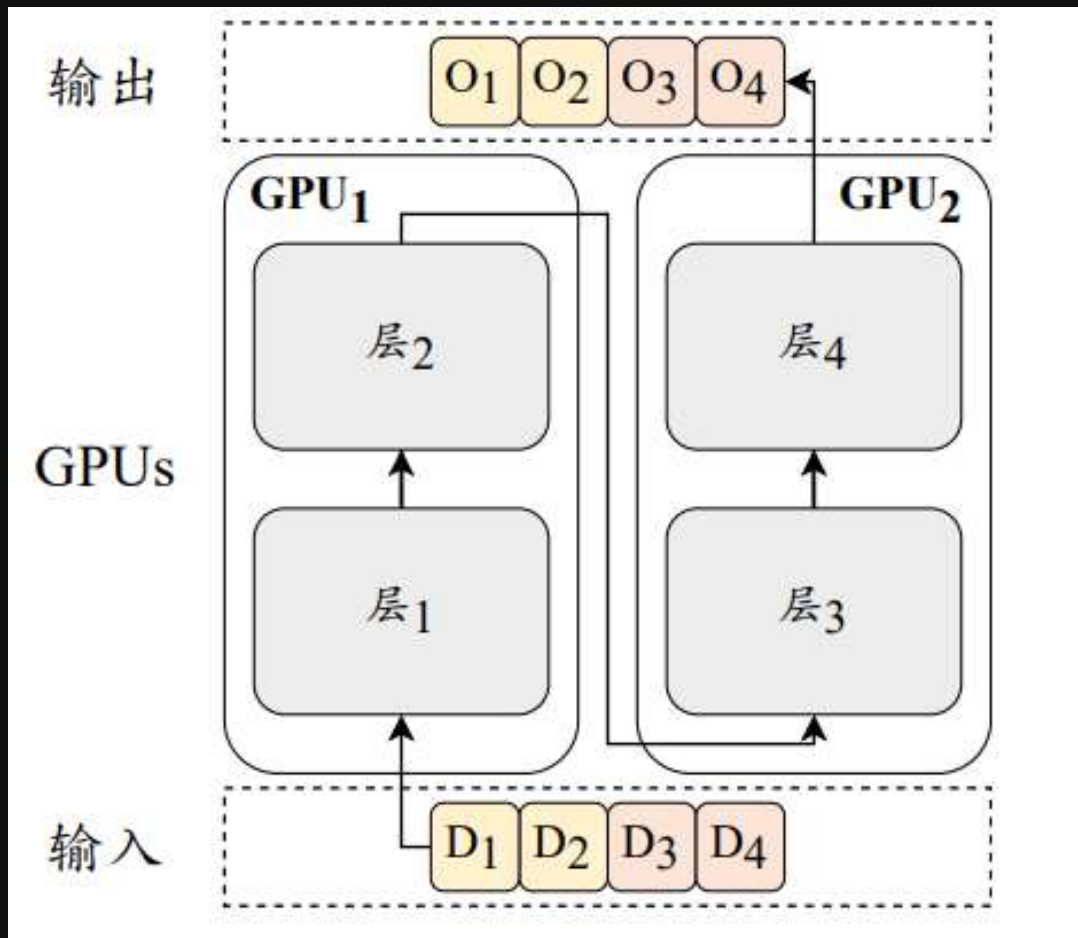 输出
O₁ O₂ O₃ O₄
GPU₁ GPU₂
层₂ 层₄
GPUs
层₁ 层₃
输入
D₁ D₂ D₃ D₄